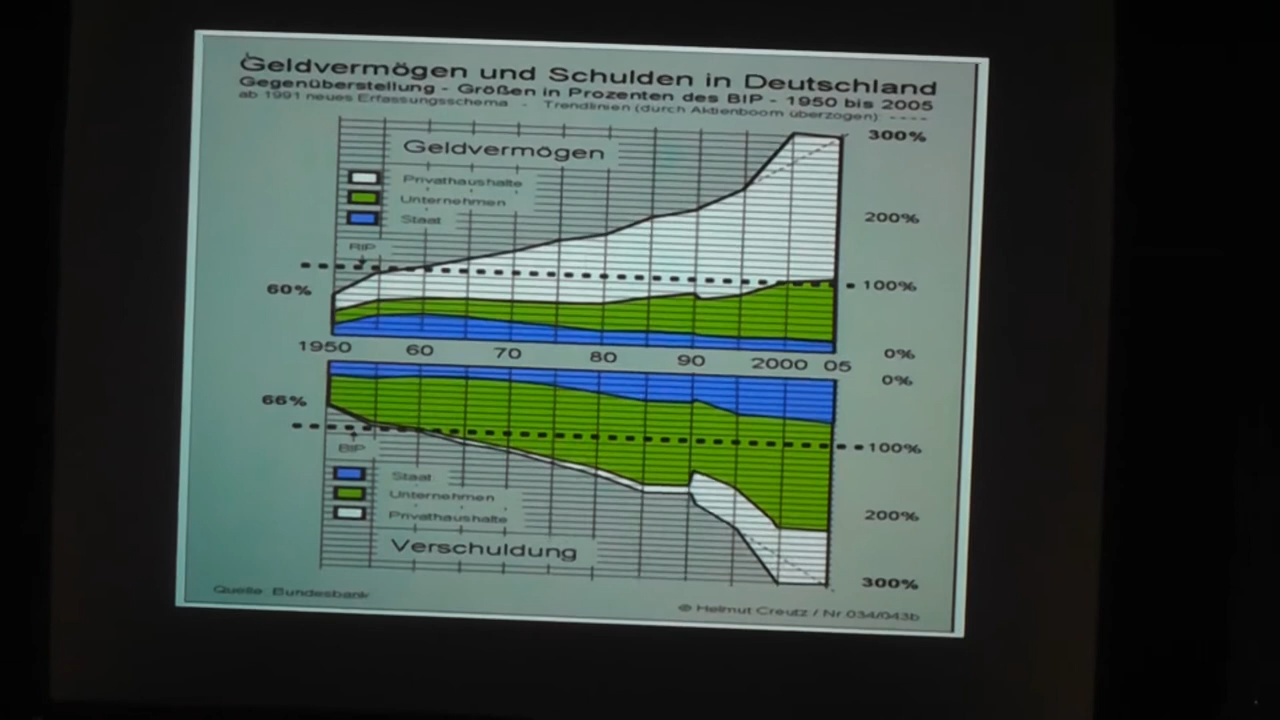 Geldvermögen und Schulden in Deutschland
Gegenüberstellung - Größen in Prozenten des BIP - 1950 bis 2005
ab 1991 neues Erfassungsschema - Trendlinien (durch Aktienboom überzogen) ----
300%
Geldvermögen
Privathaushalte
Unternehmen
Staat
200%
BIP
60%
100%
0%
1950 60 70 80 90 2000 05
0%
66%
100%
BIP
Staat
Unternehmen
Privathaushalte
200%
Verschuldung
300%
Quelle: Bundesbank
© Helmut Creutz / Nr.034/043b